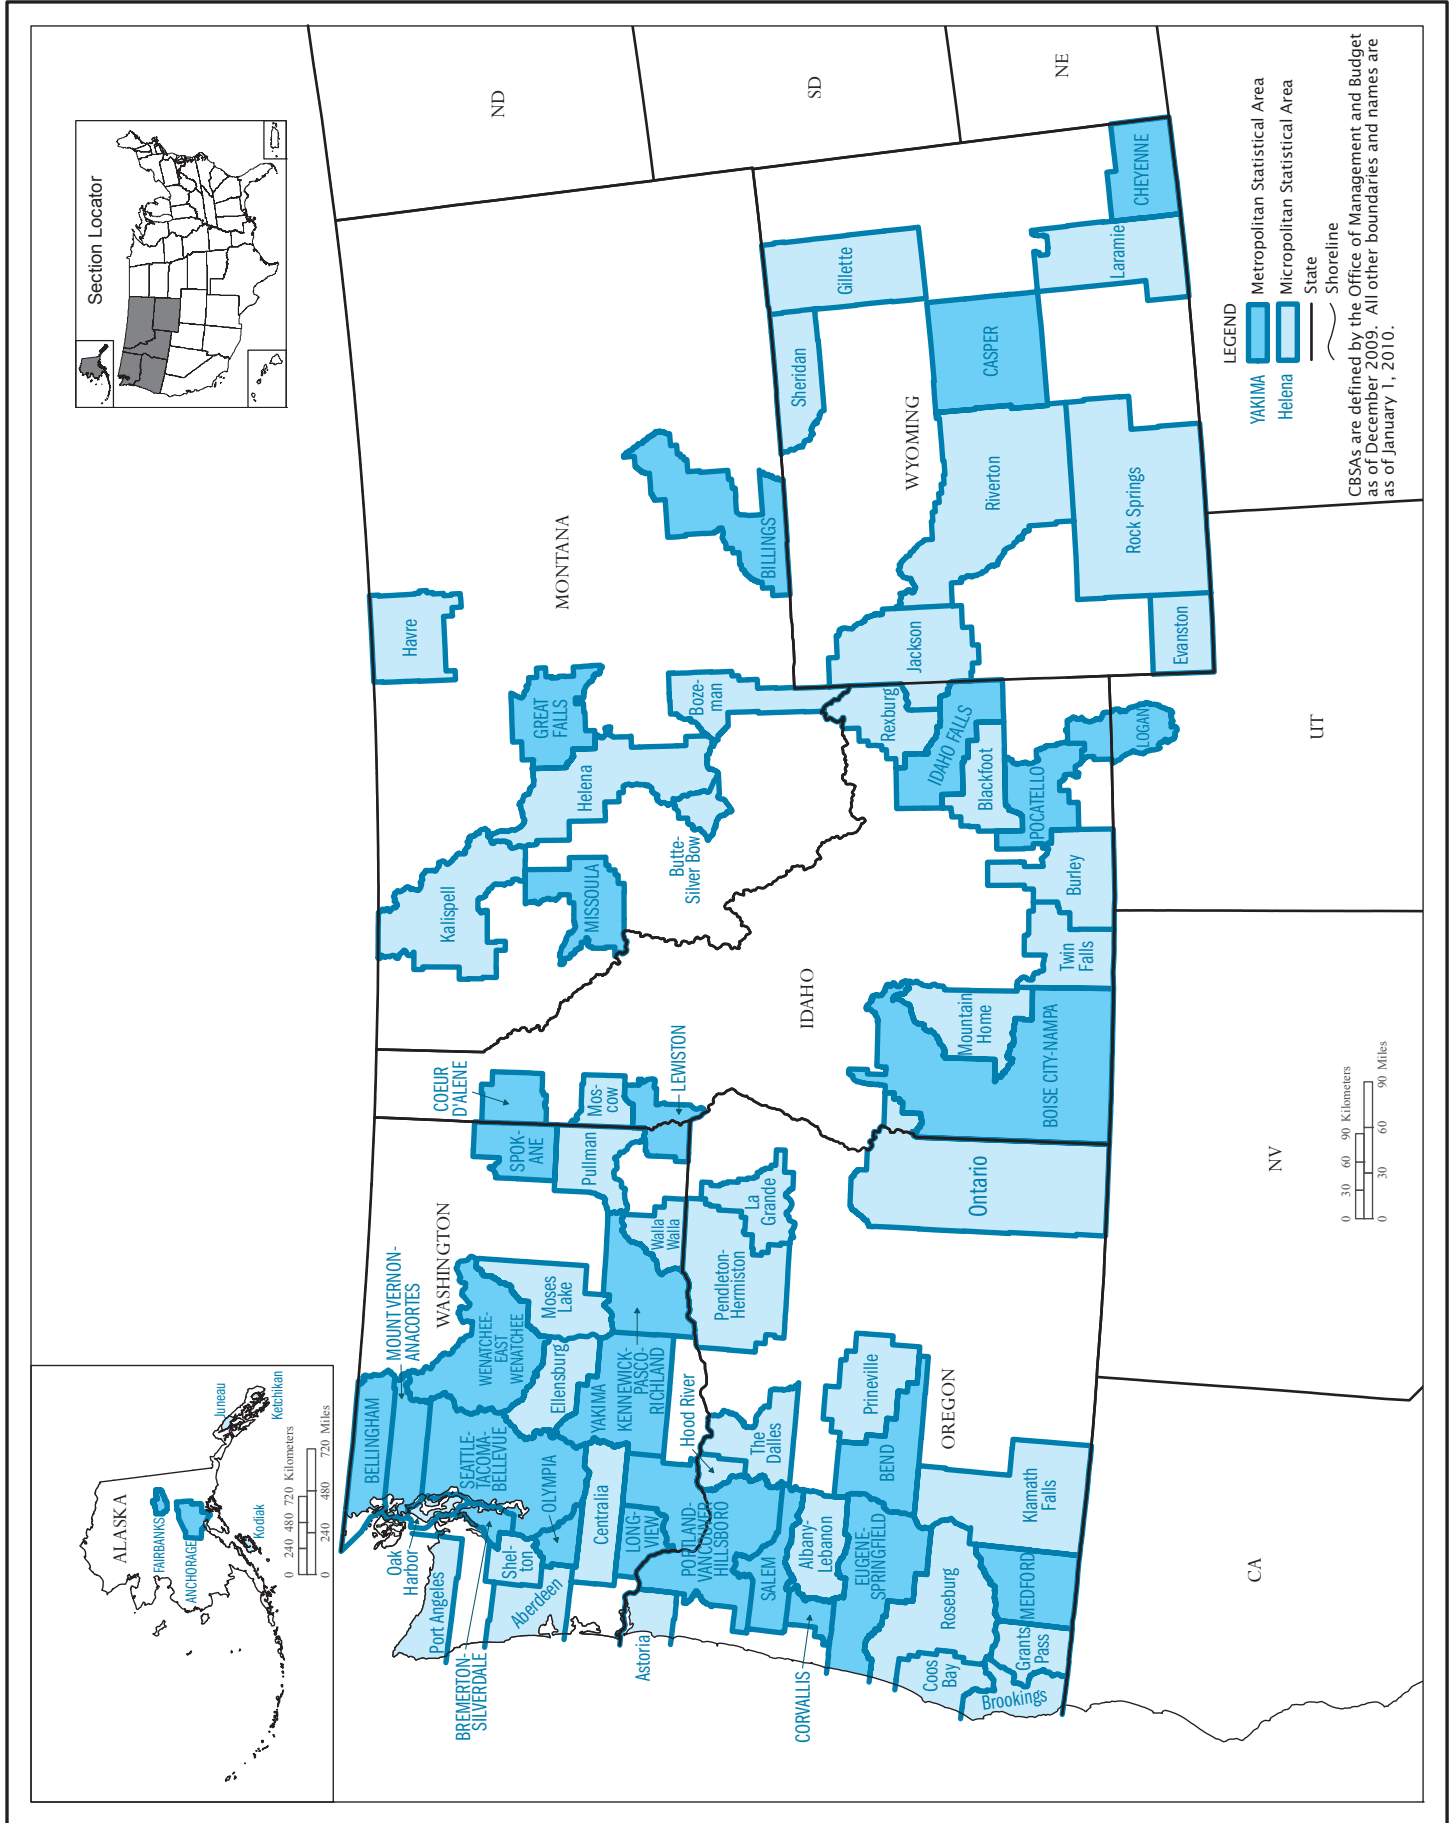 Section Locator
ALASKA
FAIRBANKS
ANCHORAGE
Juneau
Ketchikan
Kodiak
0 240 480 720 Kilometers
0 240 480 720 Miles
WASHINGTON
BELLINGHAM
MOUNT VERNON-
ANACORTES
Oak
Harbor
Port Angeles
BREMERTON-
SILVERDALE
SEATTLE-
TACOMA-
BELLEVUE
WENATCHEE-
EAST
WENATCHEE
Moses
Lake
Ellensburg
OLYMPIA
Shel-
ton
Aberdeen
Centralia
YAKIMA
KENNEWICK-
PASCO-
RICHLAND
Walla
Walla
Pullman
SPOK-
ANE
LONG-
VIEW
COEUR
D'ALENE
Mos-
cow
LEWISTON
Astoria
PORTLAND-
VANCOUVER-
HILLSBORO
Hood River
The
Dalles
Pendleton-
Hermiston
La
Grande
SALEM
Albany-
Lebanon
CORVALLIS
EUGENE-
SPRINGFIELD
BEND
Prineville
OREGON
Ontario
Roseburg
Coos
Bay
Brookings
Grants
Pass
MEDFORD
Klamath
Falls
IDAHO
BOISE CITY-NAMPA
Mountain
Home
Twin
Falls
Burley
POCATELLO
Blackfoot
IDAHO FALLS
Rexburg
LOGAN
MONTANA
Kalispell
MISSOULA
Helena
GREAT
FALLS
Havre
Butte-
Silver Bow
Boze-
man
BILLINGS
WYOMING
Sheridan
Gillette
Jackson
Riverton
CASPER
Rock Springs
Evanston
Laramie
CHEYENNE
ND
SD
NE
UT
NV
CA
0 30 60 90 Kilometers
0 30 60 90 Miles
LEGEND
YAKIMA Metropolitan Statistical Area
Helena Micropolitan Statistical Area
State
Shoreline
CBSAs are defined by the Office of Management and Budget
as of December 2009. All other boundaries and names are
as of January 1, 2010.